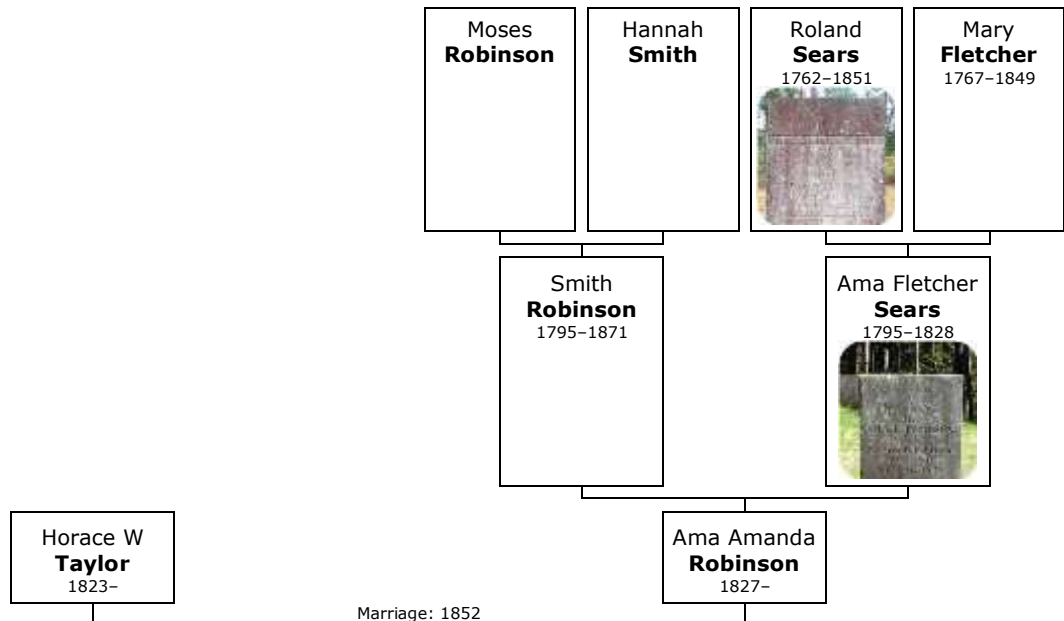 Moses
Robinson
Hannah
Smith
Roland
Sears
1762–1851
Mary
Fletcher
1767–1849
Smith
Robinson
1795–1871
Ama Fletcher
Sears
1795–1828
Horace W
Taylor
1823–
Ama Amanda
Robinson
1827–
Marriage: 1852